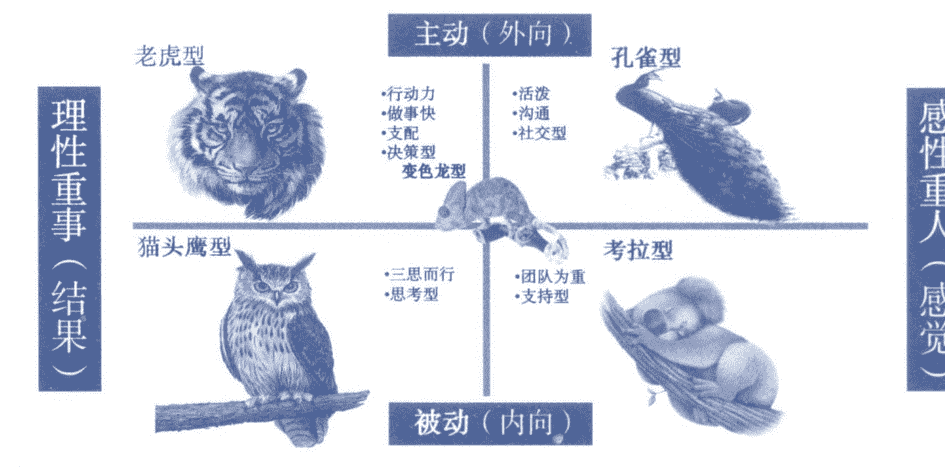 主动（外向）
老虎型
孔雀型
•行动力
•做事快
•支配
•决策型
变色龙型
•活泼
•沟通
•社交型
理性重事（结果）
感性重人（感觉）
猫头鹰型
考拉型
•三思而行
•思考型
•团队为重
•支持型
被动（内向）